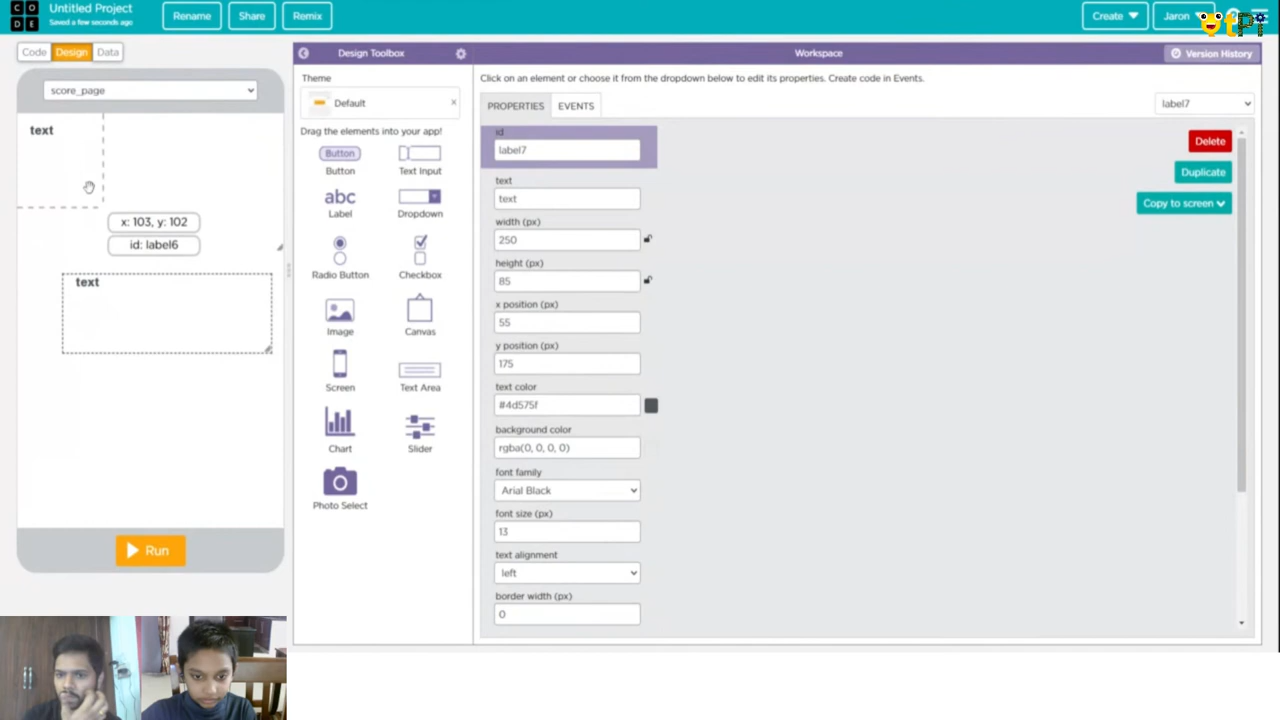 CO
DE
Untitled Project
Saved a few seconds ago
Rename
Share
Remix
Create
Jaron
Code
Design
Data
Design Toolbox
Workspace
Version History
score_page
text
x: 103, y: 102
id: label6
text
Run
Theme
Default
Drag the elements into your app!
Button
Button
Text Input
abc
Label
Dropdown
Radio Button
Checkbox
Image
Canvas
Screen
Text Area
Chart
Slider
Photo Select
Click on an element or choose it from the dropdown below to edit its properties. Create code in Events.
PROPERTIES
EVENTS
label7
id
label7
Delete
text
text
Duplicate
Copy to screen
width (px)
250
height (px)
85
x position (px)
55
y position (px)
175
text color
#4d575f
background color
rgba(0, 0, 0, 0)
font family
Arial Black
font size (px)
13
text alignment
left
border width (px)
0